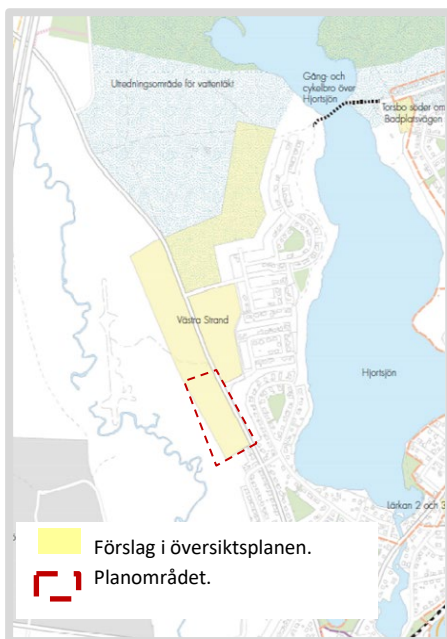 Utredningsområde för vattentäkt
Gång- och
cykelbro över
Hjortsjön
Torsbo söder om
Badplatsvägen
Västra Strand
Hjortsjön
Lärkan 2 och 3
Förslag i översiktsplanen.
Planområdet.